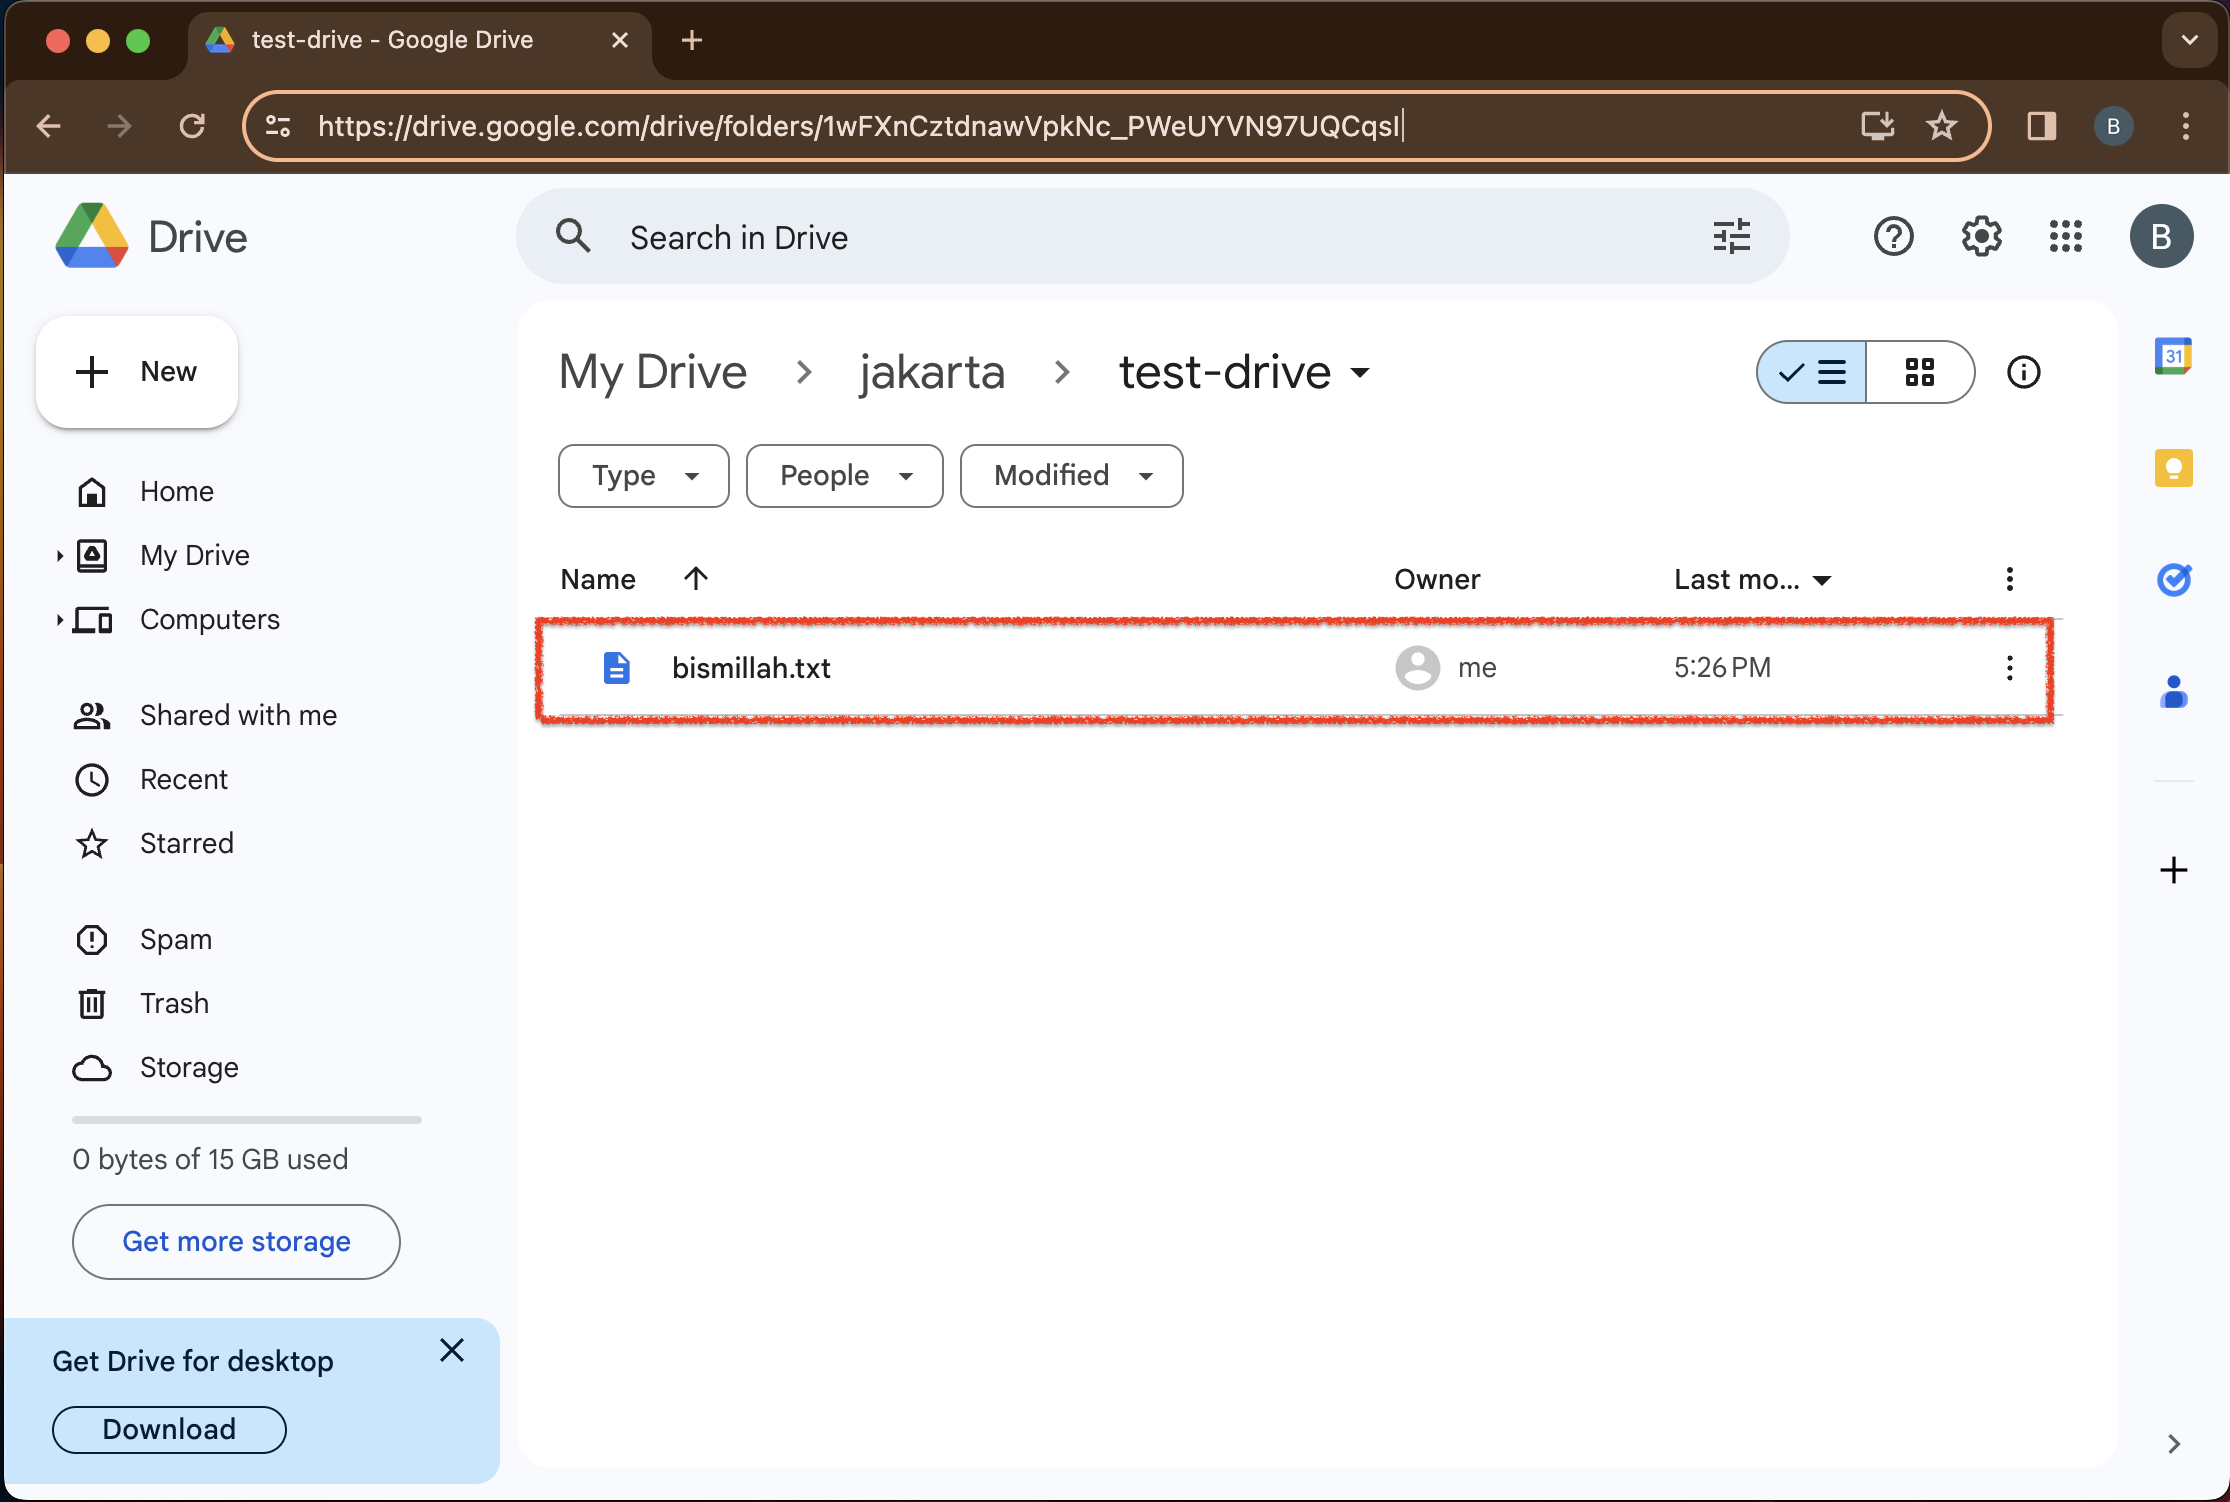 test-drive - Google Drive
https://drive.google.com/drive/folders/1wFXnCztdnawVpkNc_PWeUYVN97UQCqsI
B
Drive
Search in Drive
B
New
My Drive
jakarta
test-drive
31
Type
People
Modified
Home
My Drive
Computers
Name
Owner
Last mo...
bismillah.txt
me
5:26 PM
Shared with me
Recent
Starred
Spam
Trash
Storage
0 bytes of 15 GB used
Get more storage
Get Drive for desktop
Download